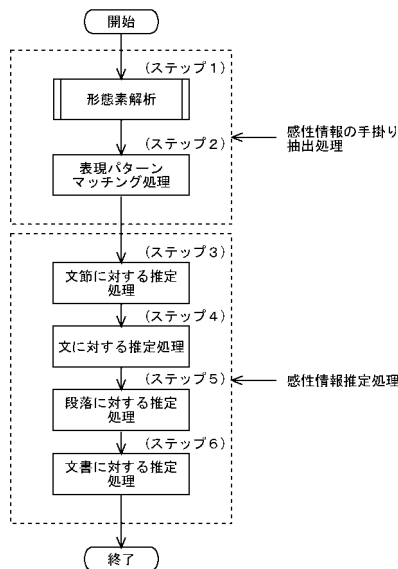 開始
(ステップ1)
形態素解析
(ステップ2)
表現パターン
マッチング処理
感性情報の手掛り
抽出処理
(ステップ3)
文節に対する推定
処理
(ステップ4)
文に対する推定処理
(ステップ5)
段落に対する推定
処理
感性情報推定処理
(ステップ6)
文書に対する推定
処理
終了